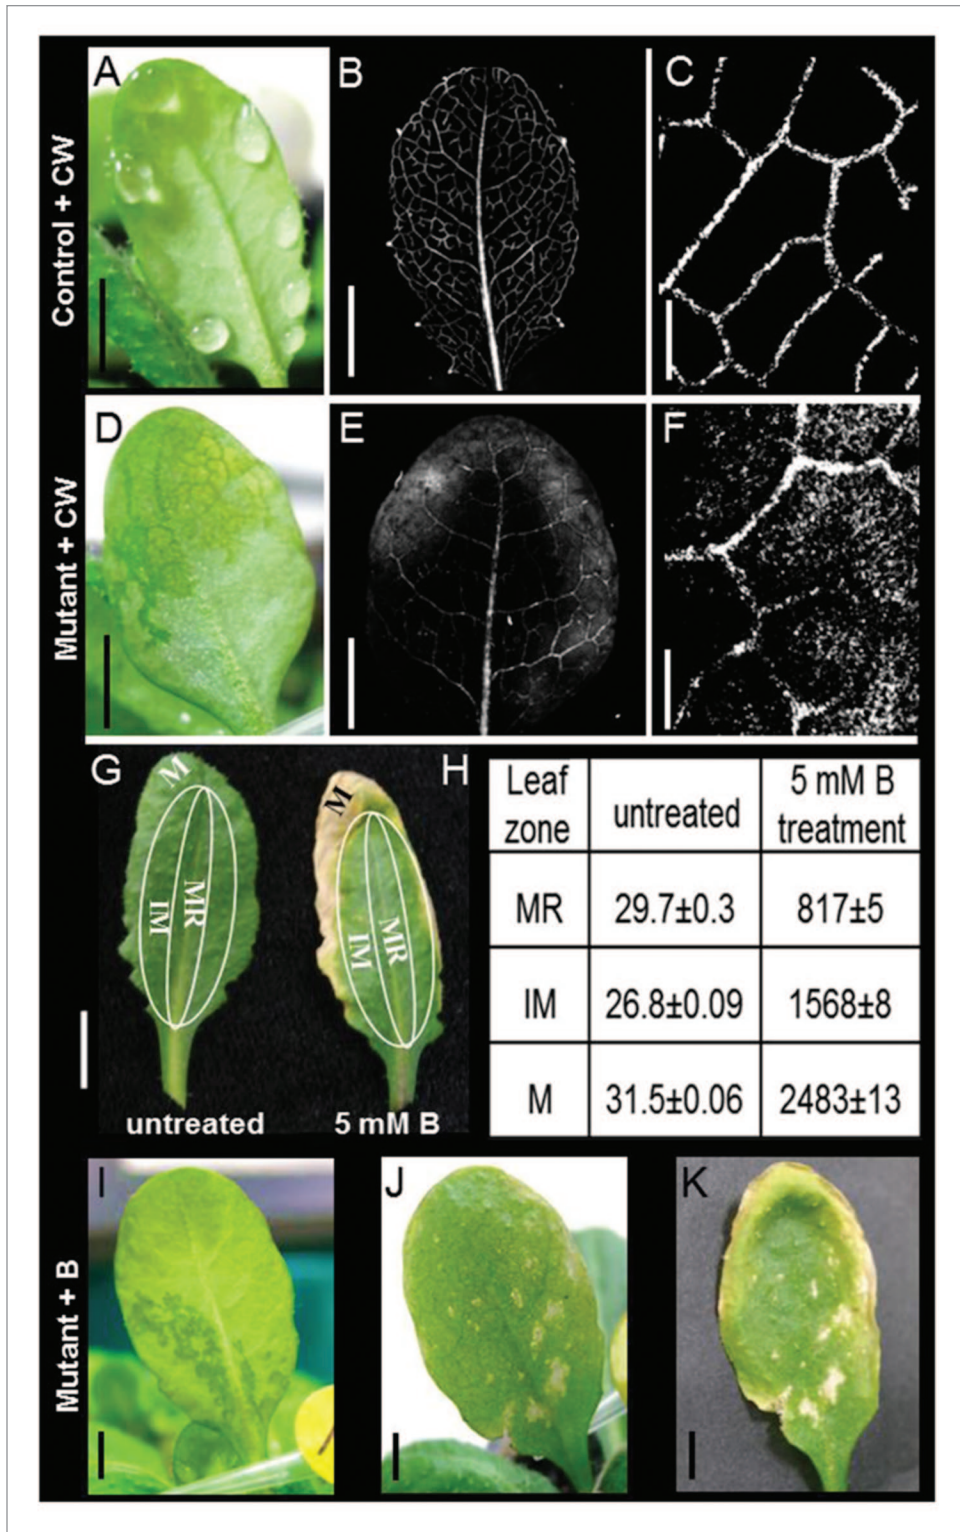 A
B
C
Control + CW
D
E
F
Mutant + CW
G
H
M
IM
MR
M
IM
MR
untreated
5 mM B
Leaf zone untreated 5 mM B treatment
MR 29.7±0.3 817±5
IM 26.8±0.09 1568±8
M 31.5±0.06 2483±13
I
J
K
Mutant + B